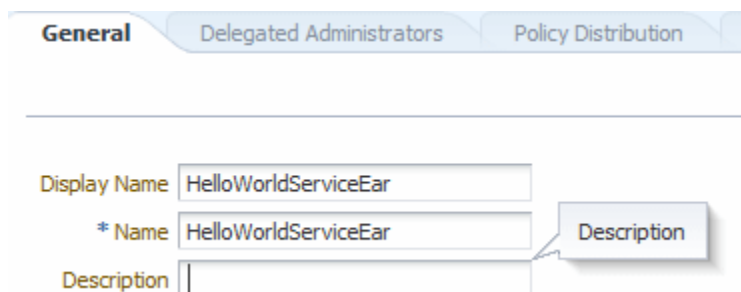 General Delegated Administrators Policy Distribution
Display Name HelloWorldServiceEar
* Name HelloWorldServiceEar
Description
Description